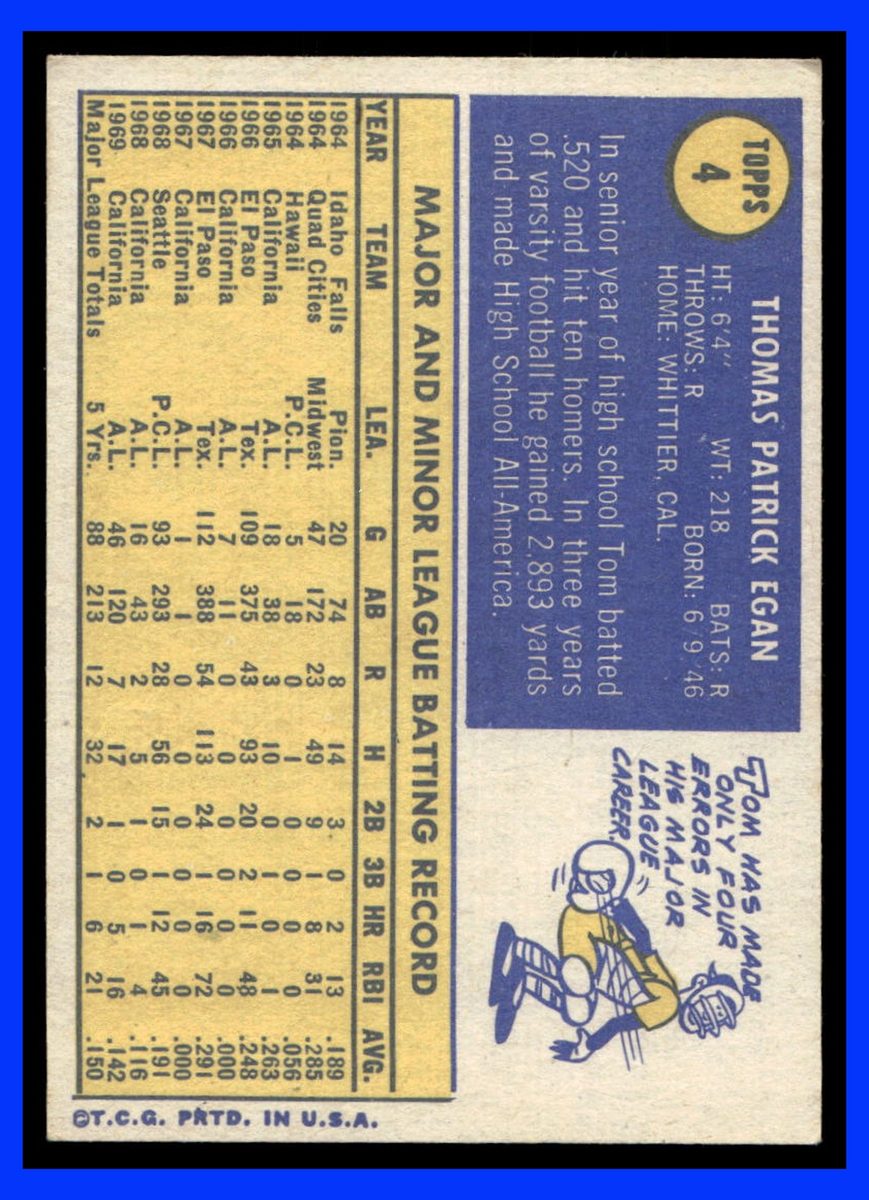 TOPPS
4
THOMAS PATRICK EGAN
HT: 6'4" WT: 218 BATS: R
THROWS: R BORN: 6 9 46
HOME: WHITTIER, CAL.
In senior year of high school Tom batted
.520 and hit ten homers. In three years
of varsity football he gained 2,893 yards
and made High School All-America.
TOM HAS MADE
ONLY FOUR
ERRORS IN
HIS MAJOR
LEAGUE
CAREER.
MAJOR AND MINOR LEAGUE BATTING RECORD
YEAR TEAM LEA. G AB R H 2B 3B HR RBI AVG.
1964 Idaho Falls Pion. 20 74 8 14 3 0 2 13 .189
1964 Quad Cities Midwest 47 172 23 49 9 1 8 31 .285
1964 Hawaii P.C.L. 5 18 0 1 0 0 0 0 .056
1965 California A.L. 18 38 3 10 0 1 0 1 .263
1966 El Paso Tex. 109 375 43 93 20 2 11 48 .248
1966 California A.L. 7 11 0 0 0 0 0 0 .000
1967 El Paso Tex. 112 388 54 113 24 1 16 72 .291
1967 California A.L. 1 1 0 0 0 0 0 0 .000
1968 Seattle P.C.L. 93 293 28 56 15 1 12 45 .191
1968 California A.L. 16 43 2 5 1 0 1 4 .116
1969 California A.L. 46 120 7 17 1 0 5 16 .142
Major League Totals 5 Yrs. 88 213 12 32 2 1 6 21 .150
©T.C.G. PRTD. IN U.S.A.